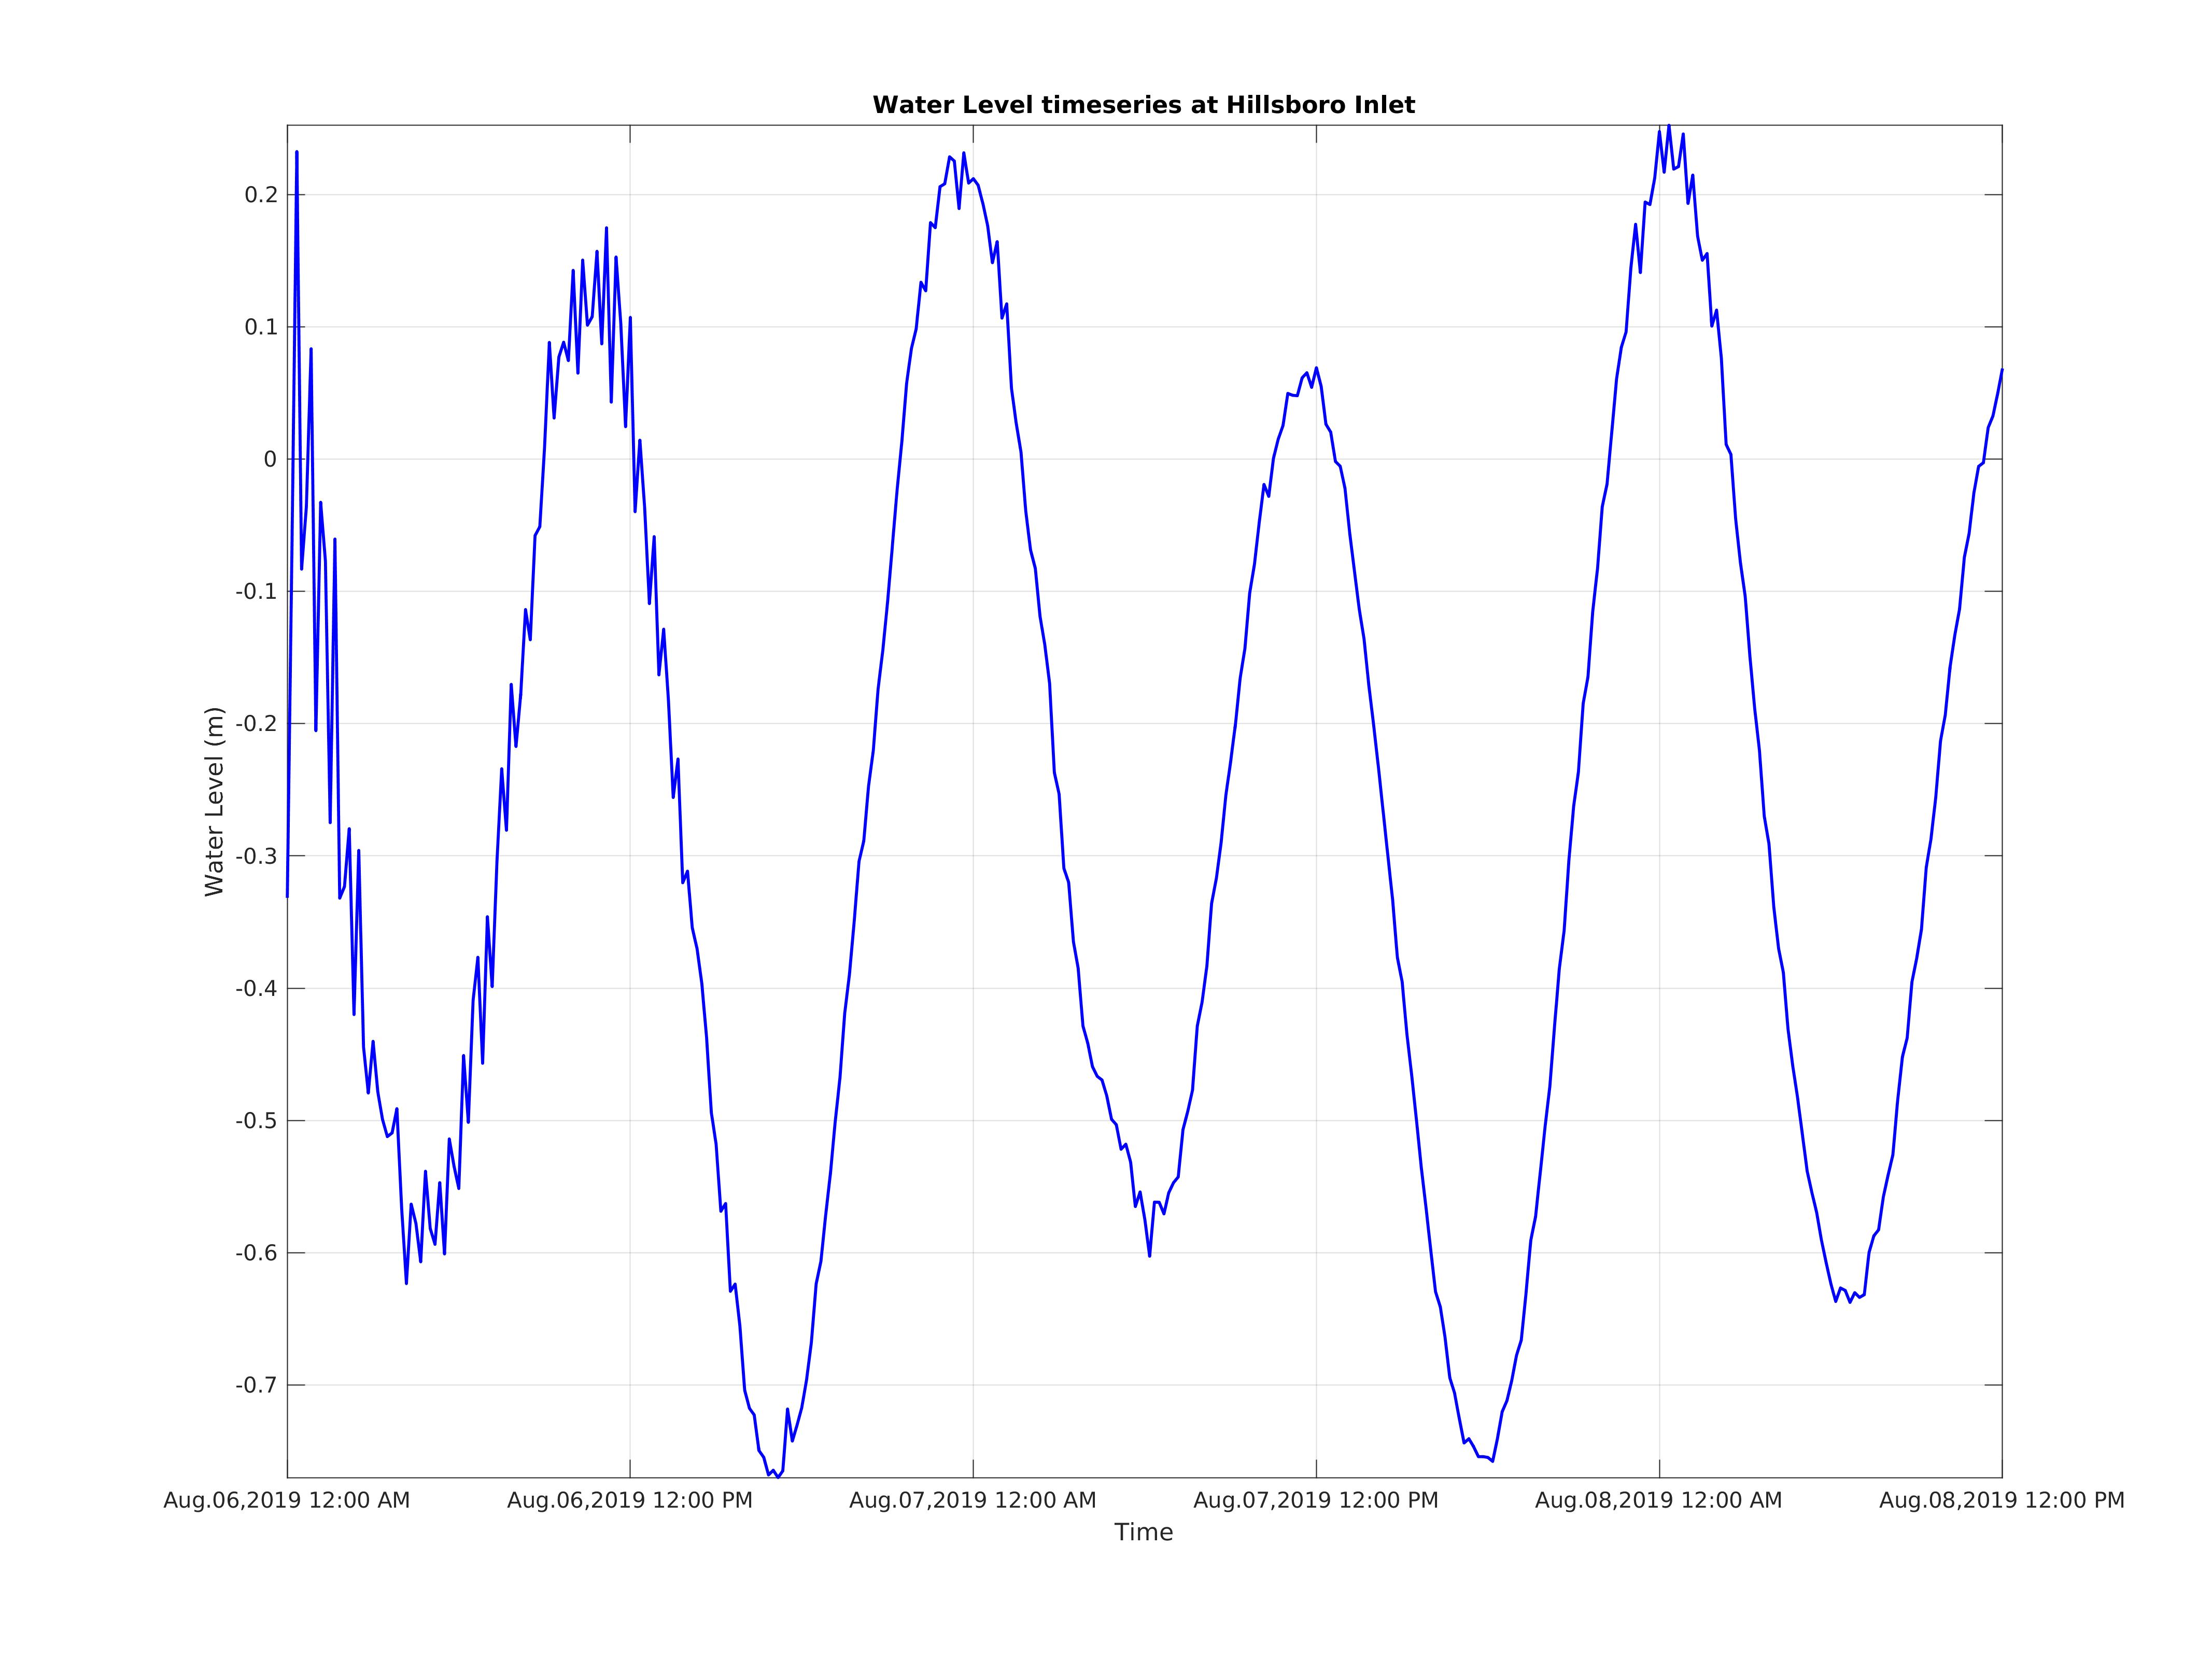 Water Level timeseries at Hillsboro Inlet
0.2
0.1
0
-0.1
-0.2
-0.3
-0.4
-0.5
-0.6
-0.7
Water Level (m)
Aug.06,2019 12:00 AM Aug.06,2019 12:00 PM Aug.07,2019 12:00 AM Aug.07,2019 12:00 PM Aug.08,2019 12:00 AM Aug.08,2019 12:00 PM
Time